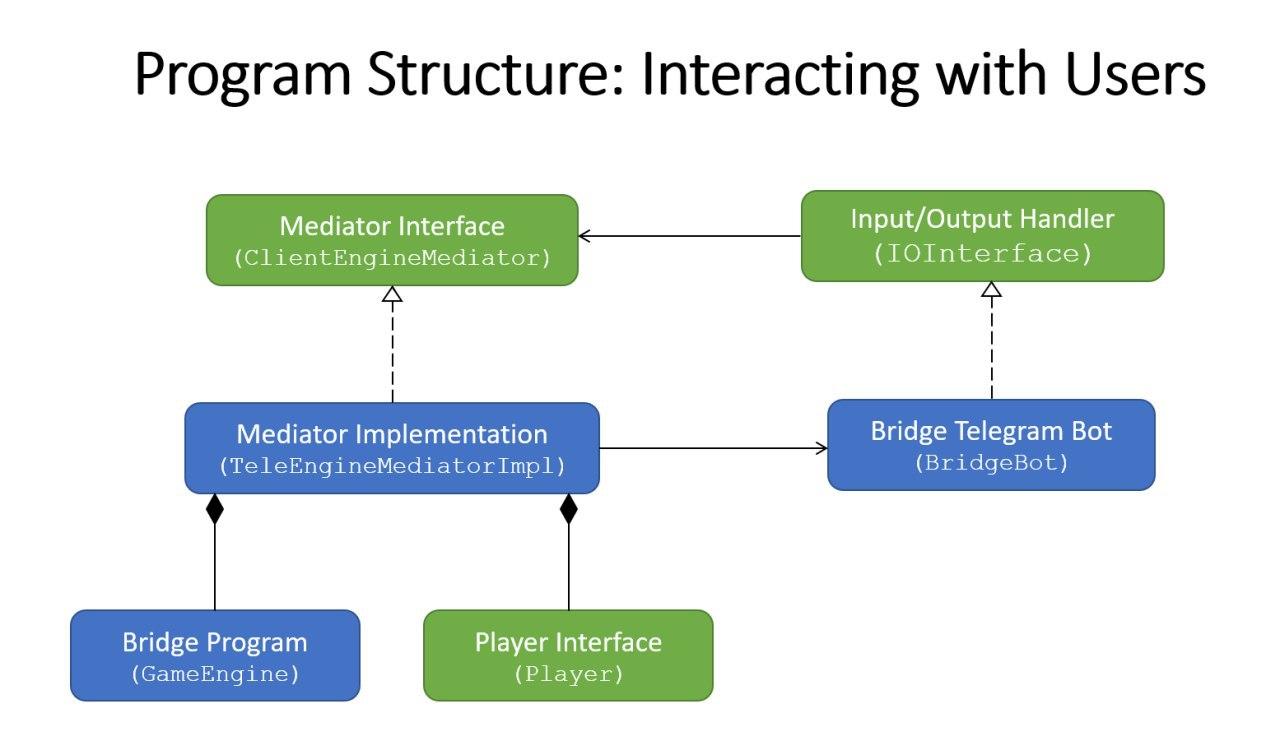 Program Structure: Interacting with Users
Mediator Interface
(ClientEngineMediator)
Input/Output Handler
(IOInterface)
Mediator Implementation
(TeleEngineMediatorImpl)
Bridge Telegram Bot
(BridgeBot)
Bridge Program
(GameEngine)
Player Interface
(Player)